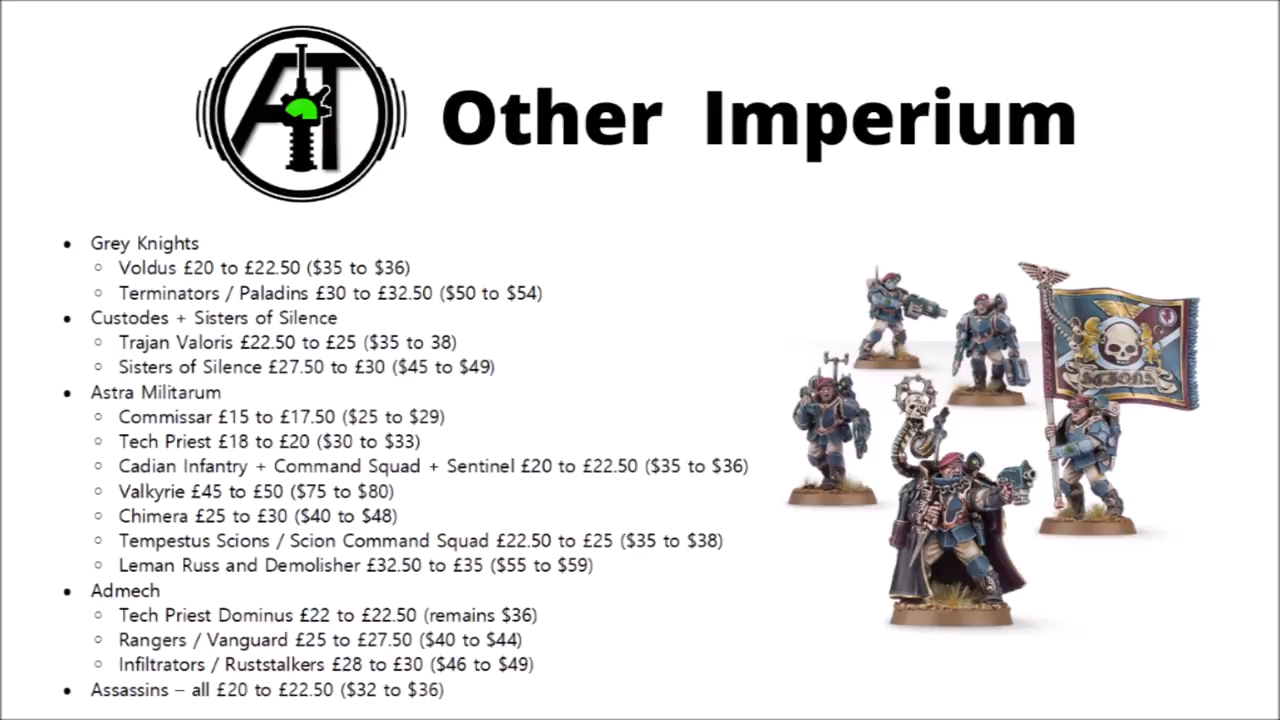 AT
Other Imperium
• Grey Knights
○ Voldus £20 to £22.50 ($35 to $36)
○ Terminators / Paladins £30 to £32.50 ($50 to $54)
• Custodes + Sisters of Silence
○ Trajan Valoris £22.50 to £25 ($35 to 38)
○ Sisters of Silence £27.50 to £30 ($45 to $49)
• Astra Militarum
○ Commissar £15 to £17.50 ($25 to $29)
○ Tech Priest £18 to £20 ($30 to $33)
○ Cadian Infantry + Command Squad + Sentinel £20 to £22.50 ($35 to $36)
○ Valkyrie £45 to £50 ($75 to $80)
○ Chimera £25 to £30 ($40 to $48)
○ Tempestus Scions / Scion Command Squad £22.50 to £25 ($35 to $38)
○ Leman Russ and Demolisher £32.50 to £35 ($55 to $59)
• Admech
○ Tech Priest Dominus £22 to £22.50 (remains $36)
○ Rangers / Vanguard £25 to £27.50 ($40 to $44)
○ Infiltrators / Ruststalkers £28 to £30 ($46 to $49)
• Assassins – all £20 to £22.50 ($32 to $36)